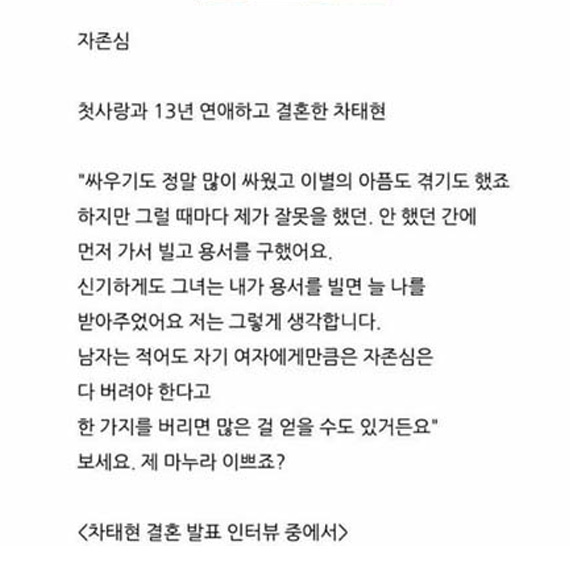 자존심
첫사랑과 13년 연애하고 결혼한 차태현
"싸우기도 정말 많이 싸웠고 이별의 아픔도 겪기도 했죠
하지만 그럴 때마다 제가 잘못을 했던. 안 했던 간에
먼저 가서 빌고 용서를 구했어요.
신기하게도 그녀는 내가 용서를 빌면 늘 나를
받아주었어요 저는 그렇게 생각합니다.
남자는 적어도 자기 여자에게만큼은 자존심은
다 버려야 한다고
한 가지를 버리면 많은 걸 얻을 수도 있거든요"
보세요. 제 마누라 이쁘죠?
<차태현 결혼 발표 인터뷰 중에서>